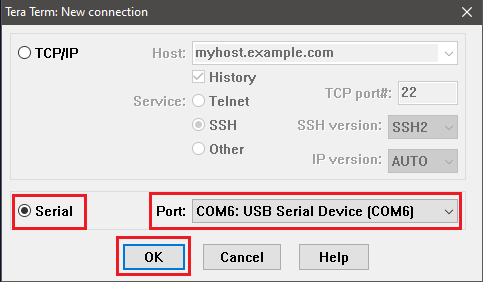 Tera Term: New connection
TCP/IP
Host: myhost.example.com
History
Service: Telnet
TCP port#: 22
SSH
SSH version: SSH2
Other
IP version: AUTO
Serial
Port: COM6: USB Serial Device (COM6)
OK
Cancel
Help